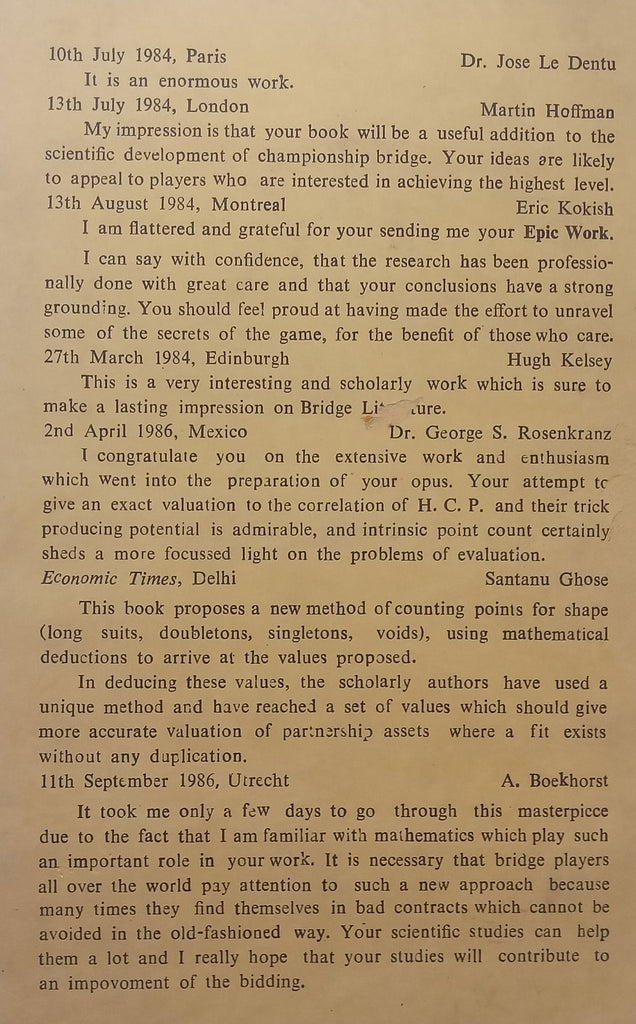 10th July 1984, Paris Dr. Jose Le Dentu
It is an enormous work.
13th July 1984, London Martin Hoffman
My impression is that your book will be a useful addition to the
scientific development of championship bridge. Your ideas are likely
to appeal to players who are interested in achieving the highest level.
13th August 1984, Montreal Eric Kokish
I am flattered and grateful for your sending me your Epic Work.
I can say with confidence, that the research has been professio-
nally done with great care and that your conclusions have a strong
grounding. You should feel proud at having made the effort to unravel
some of the secrets of the game, for the benefit of those who care.
27th March 1984, Edinburgh Hugh Kelsey
This is a very interesting and scholarly work which is sure to
make a lasting impression on Bridge
2nd April 1986, Mexico Dr. George S. Rosenkranz
I congratulate you on the extensive work and enthusiasm
which went into the preparation of your opus. Your attempt to
give an exact valuation to the correlation of H. C. P. and their trick
producing potential is admirable, and intrinsic point count certainly
sheds a more focussed light on the problems of evaluation.
Economic Times, Delhi Santanu Ghose
This book proposes a new method of counting points for shape
(long suits, doubletons, singletons, voids), using mathematical
deductions to arrive at the values proposed.
In deducing these values, the scholarly authors have used a
unique method and have reached a set of values which should give
more accurate valuation of partnership assets where a fit exists
without any duplication.
11th September 1986, Utrecht A. Boekhorst
It took me only a few days to go through this masterpiece
due to the fact that I am familiar with mathematics which play such
an important role in your work. It is necessary that bridge players
all over the world pay attention to such a new approach because
many times they find themselves in bad contracts which cannot be
avoided in the old-fashioned way. Your scientific studies can help
them a lot and I really hope that your studies will contribute to
an impovoment of the bidding.